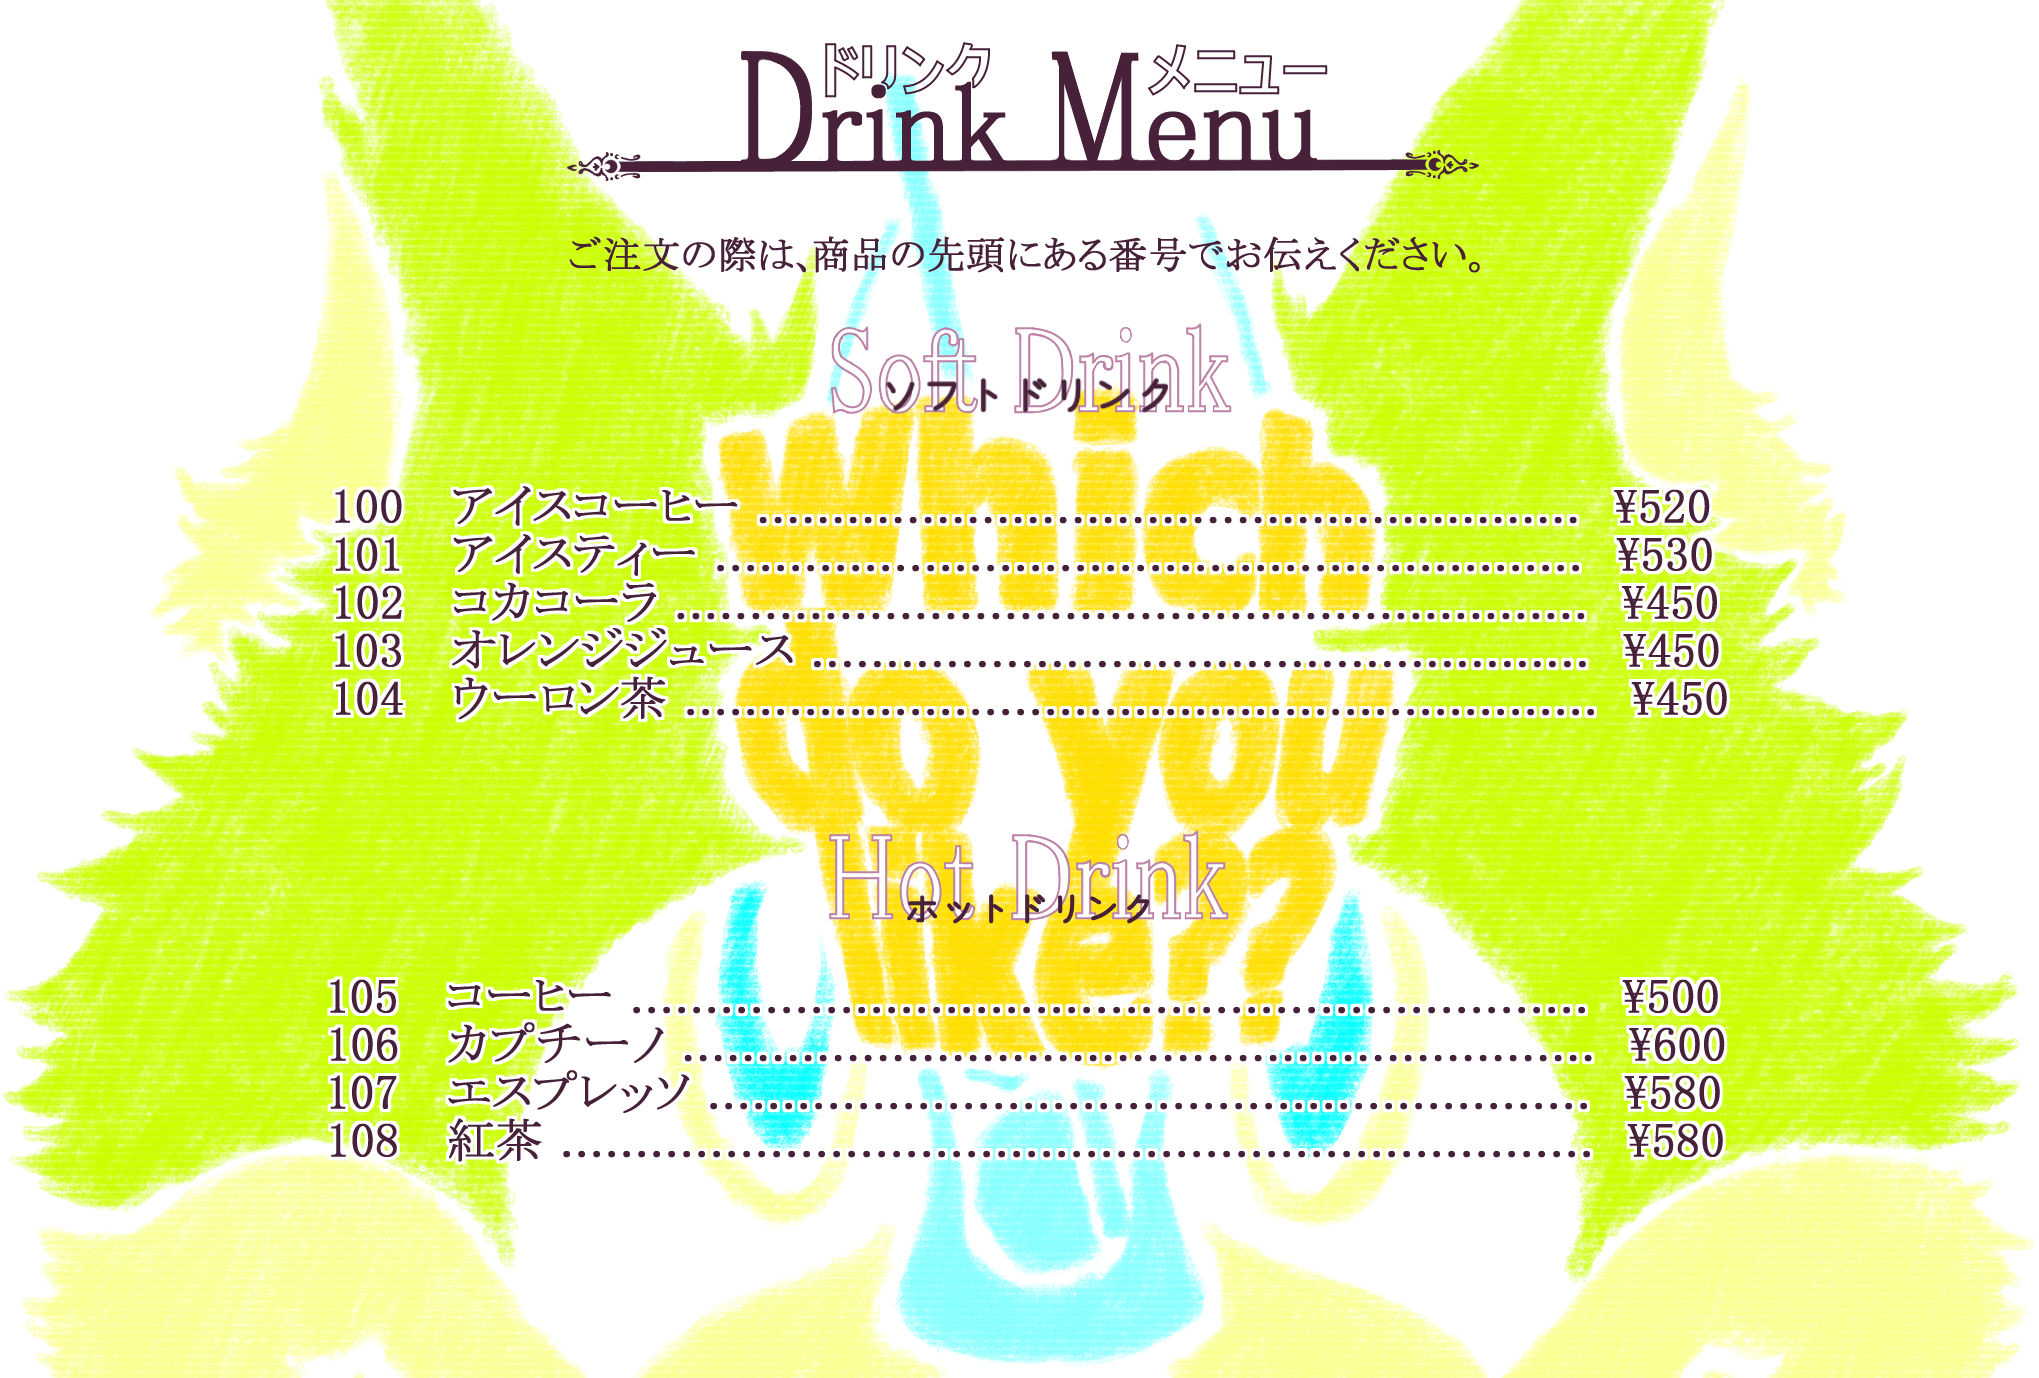 ドリンク メニュー
Drink Menu
ご注文の際は、商品の先頭にある番号でお伝えください。
Soft Drink
ソフトドリンク
Which
100 アイスコーヒー ¥520
101 アイスティー ¥530
102 コカコーラ ¥450
103 オレンジジュース ¥450
104 ウーロン茶 ¥450
do you
Hot Drink
ホットドリンク
like??
105 コーヒー ¥500
106 カプチーノ ¥600
107 エスプレッソ ¥580
108 紅茶 ¥580